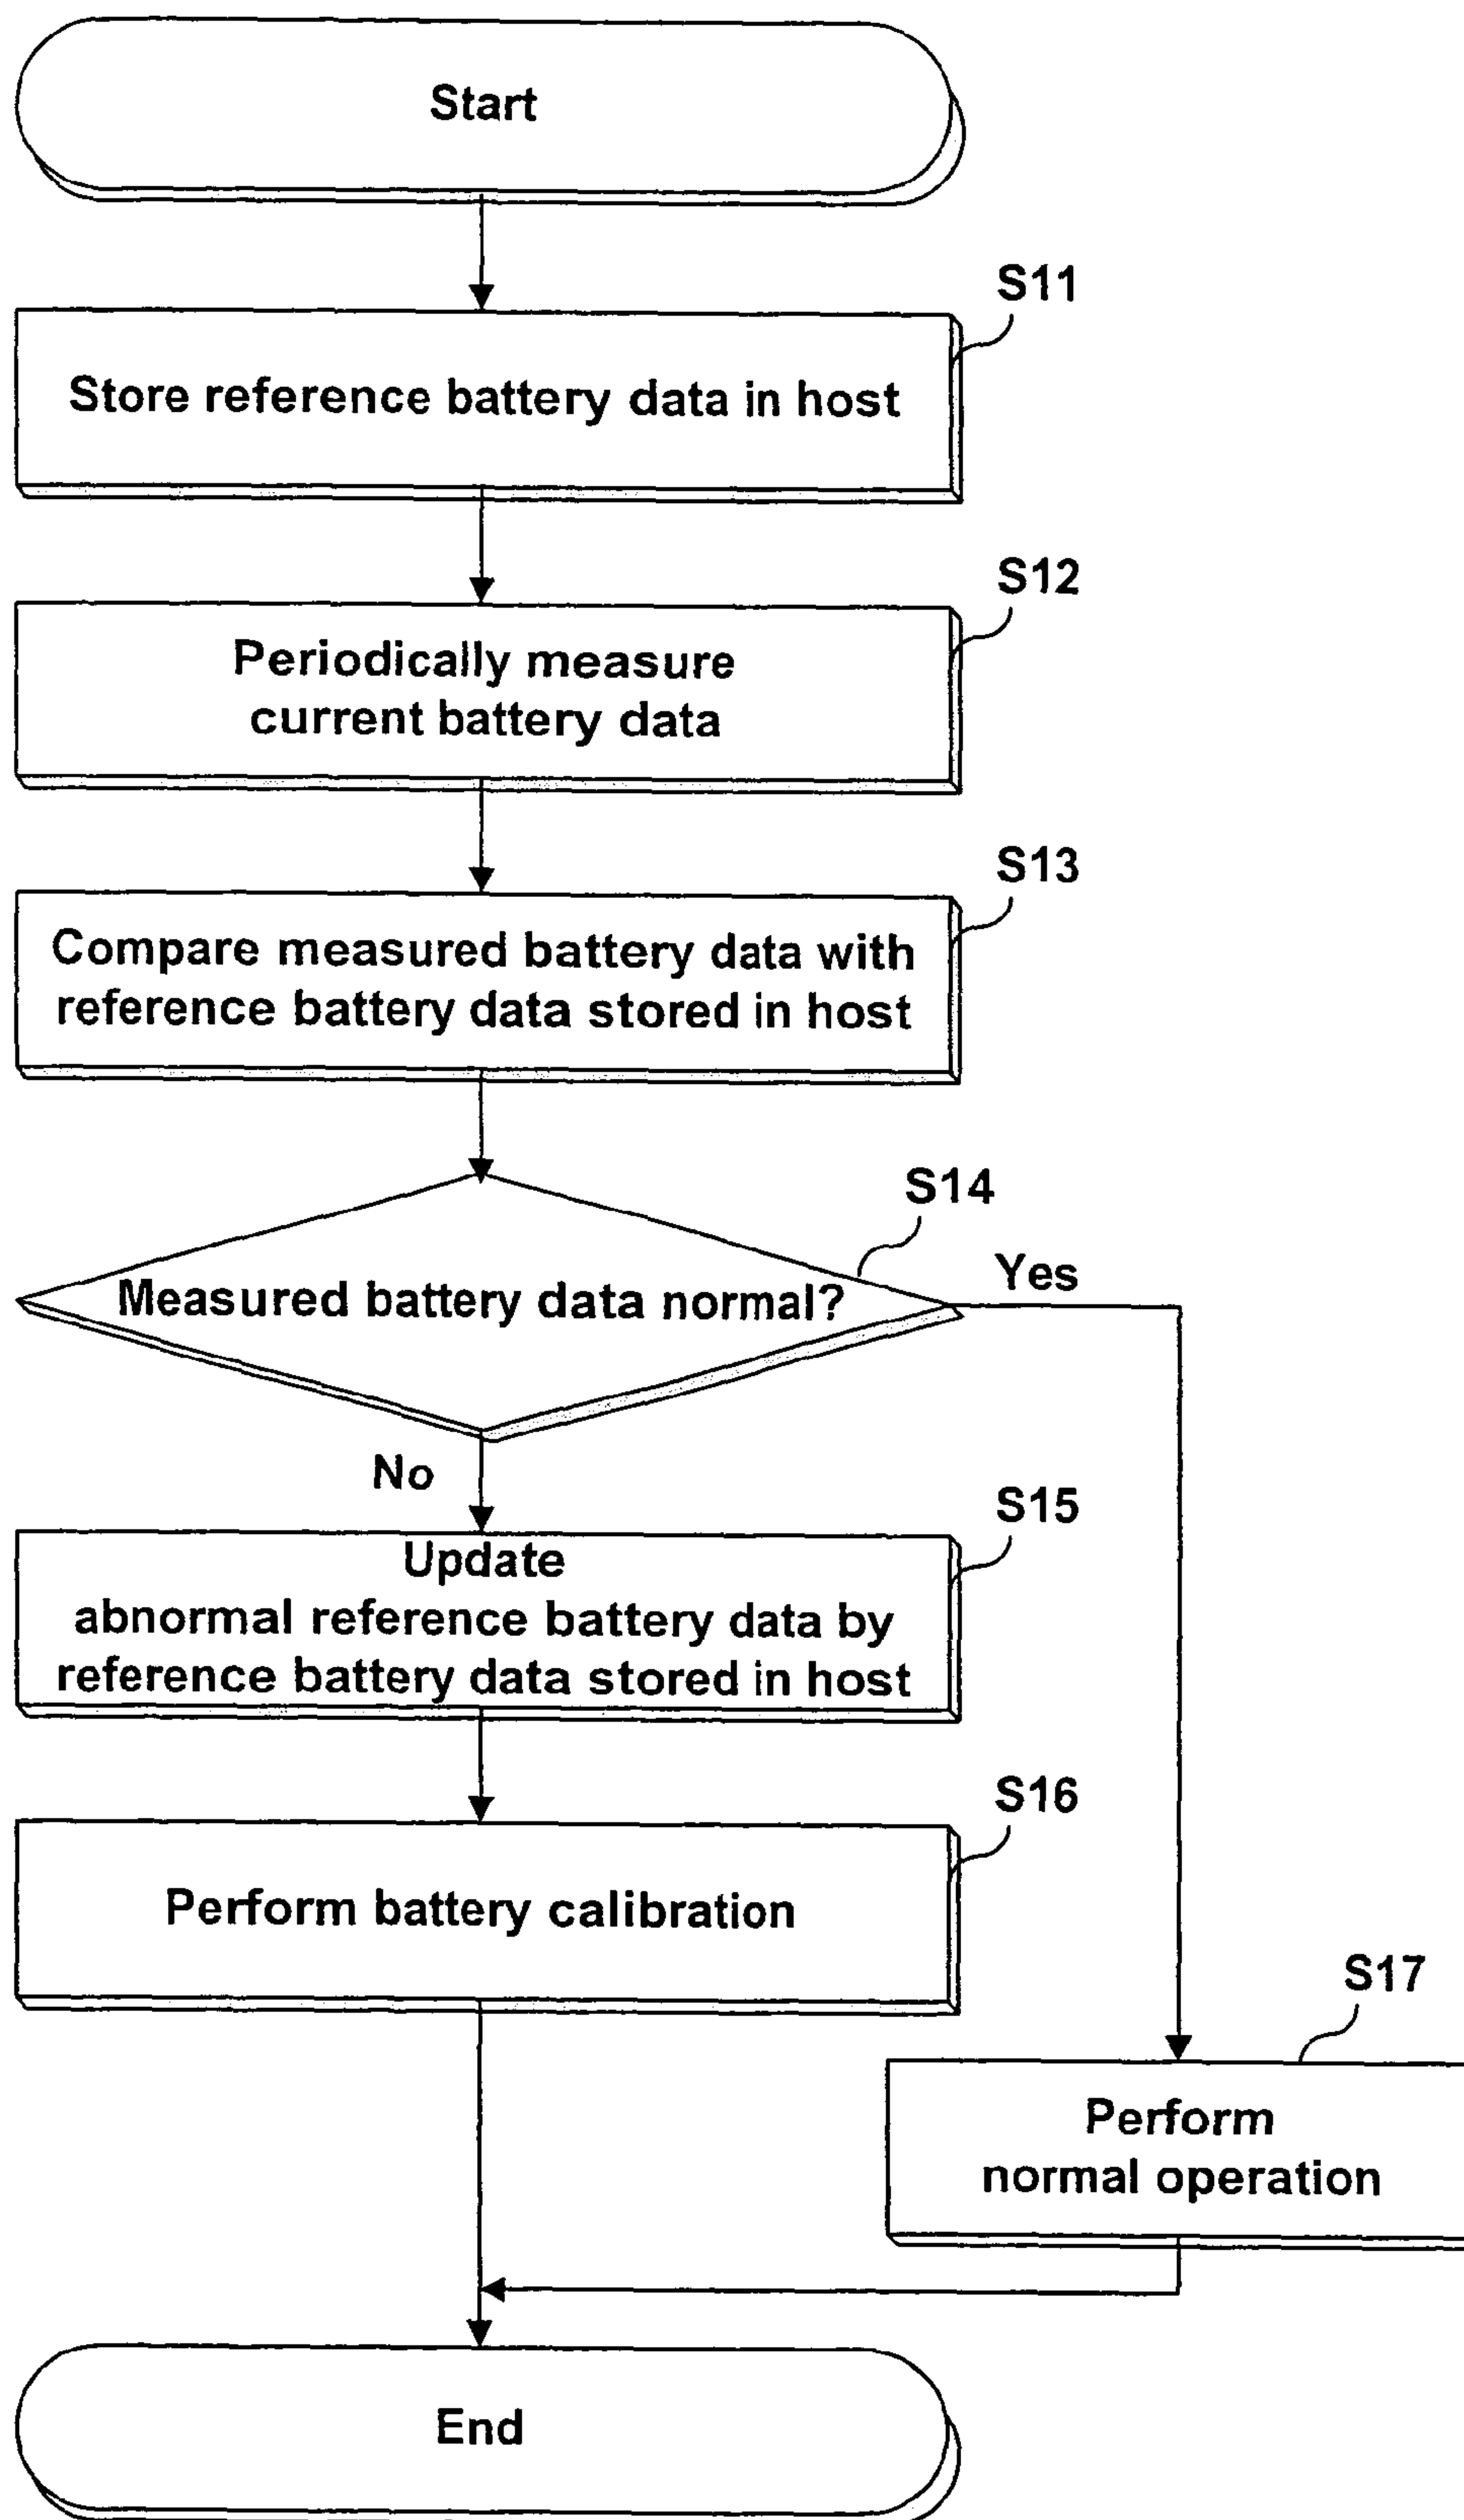 Start
S11
Store reference battery data in host
S12
Periodically measure
current battery data
S13
Compare measured battery data with
reference battery data stored in host
S14
Yes
Measured battery data normal?
No
S15
Update
abnormal reference battery data by
reference battery data stored in host
S16
Perform battery calibration
S17
Perform
normal operation
End